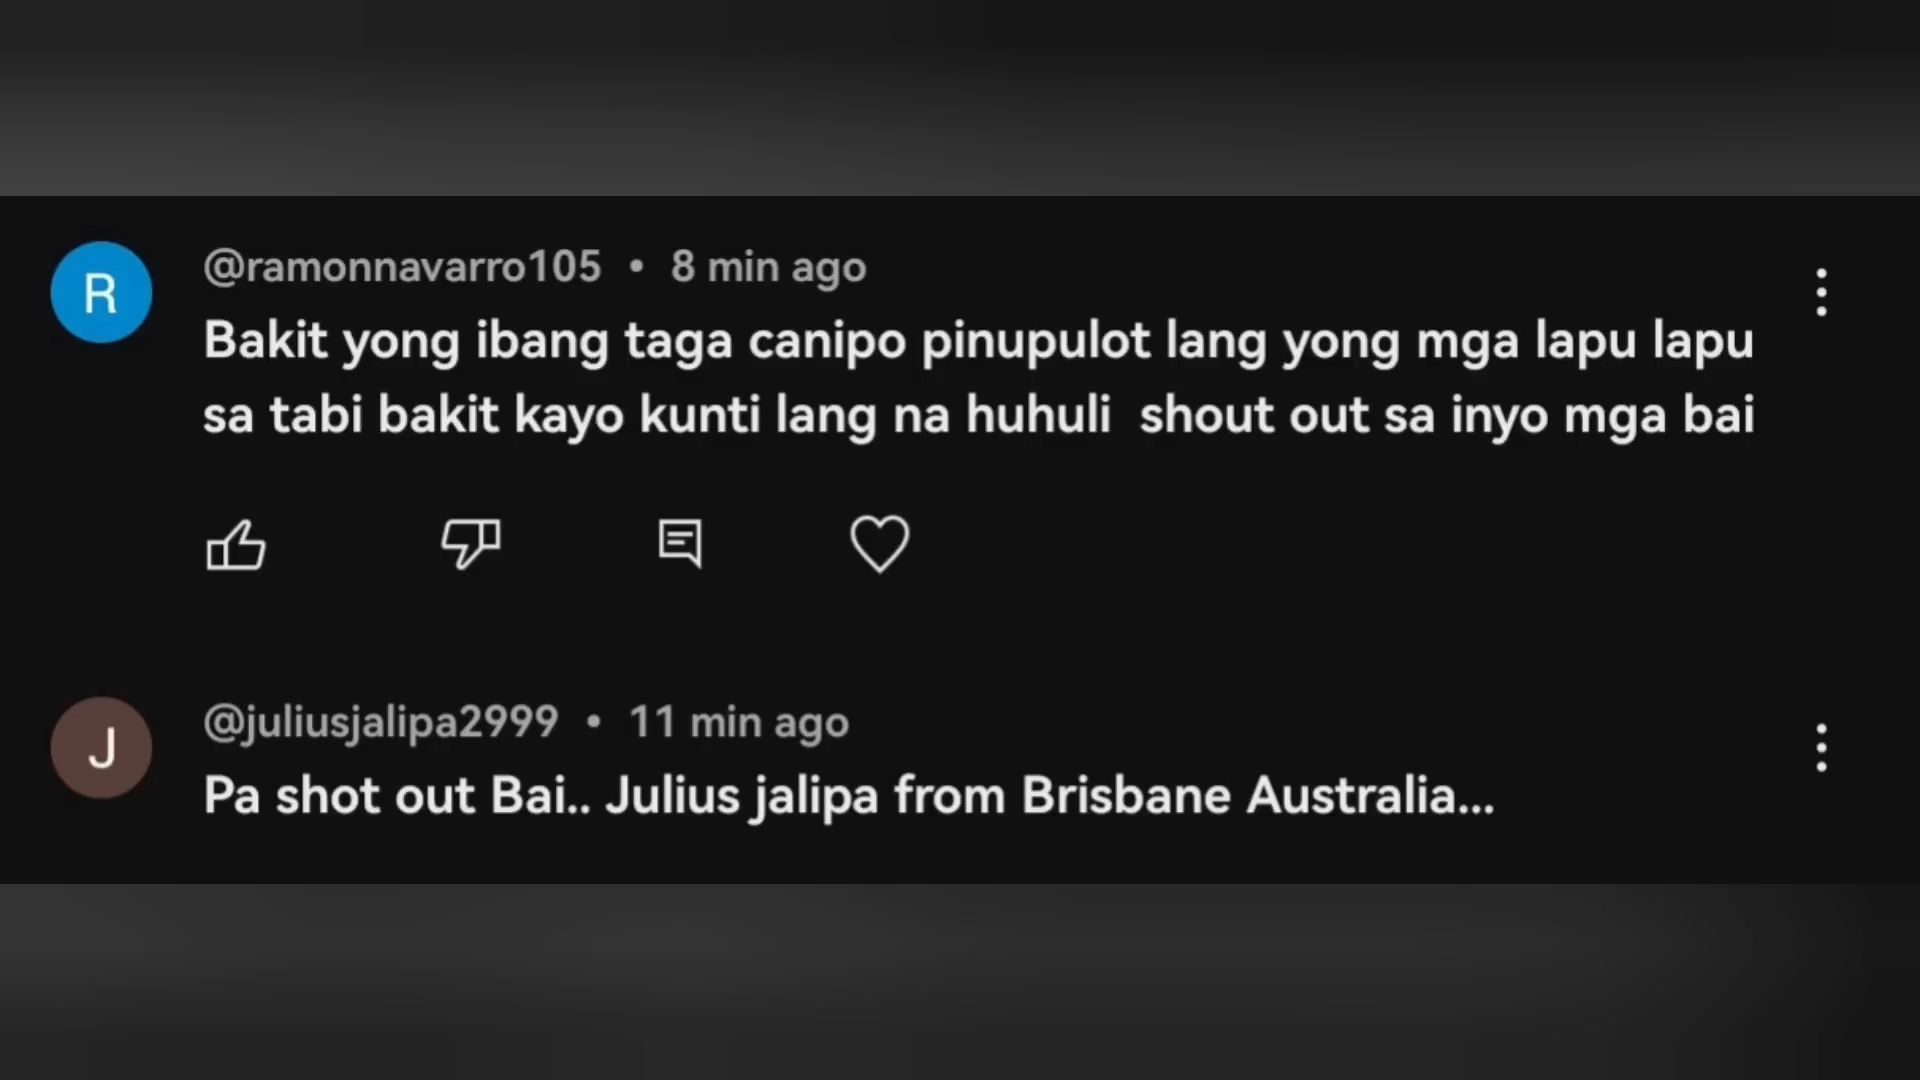 R
@ramonnavarro105 • 8 min ago
Bakit yong ibang taga canipo pinupulot lang yong mga lapu lapu
sa tabi bakit kayo kunti lang na huhuli  shout out sa inyo mga bai
J
@juliusjalipa2999 • 11 min ago
Pa shot out Bai.. Julius jalipa from Brisbane Australia...